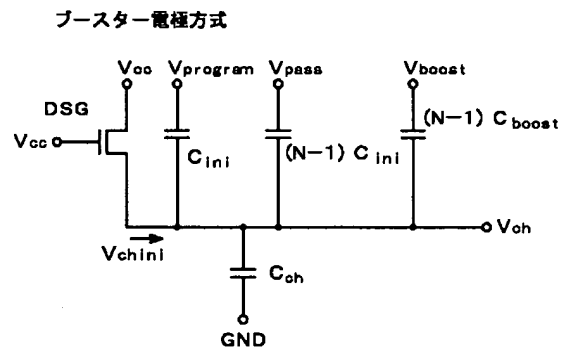 ブースター電極方式
Vcc Vprogram Vpass Vboost
DSG
Vcc
Cini
(N-1) Cini
(N-1) Cboost
Vchini
Vch
Cch
GND